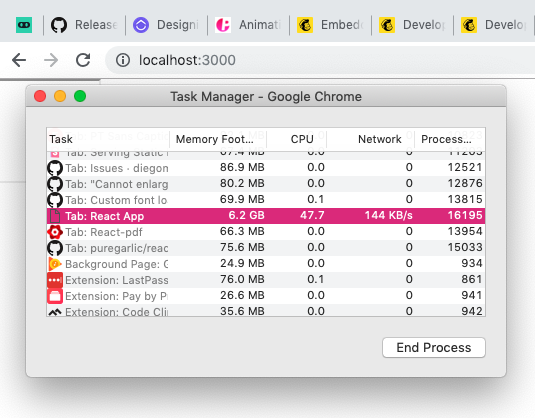 Release
Designi
Animati
Embed
Develop
Develop
localhost:3000
Task Manager - Google Chrome
Task Memory Foot... CPU Network Process...
Tab: Serving Static 67.4 MB 0.0 0 11265
Tab: Issues · diegon 86.9 MB 0.0 0 12521
Tab: "Cannot enlarg 80.2 MB 0.0 0 12876
Tab: Custom font lo 69.9 MB 0.1 0 13815
Tab: React App 6.2 GB 47.7 144 KB/s 16195
Tab: React-pdf 66.3 MB 0.0 0 13954
Tab: puregarlic/reac 75.6 MB 0.0 0 15033
Background Page: G 24.9 MB 0.0 0 934
Extension: LastPass 76.0 MB 0.1 0 861
Extension: Pay by P 26.6 MB 0.0 0 941
Extension: Code Cli 35.6 MB 0.0 0 942
End Process